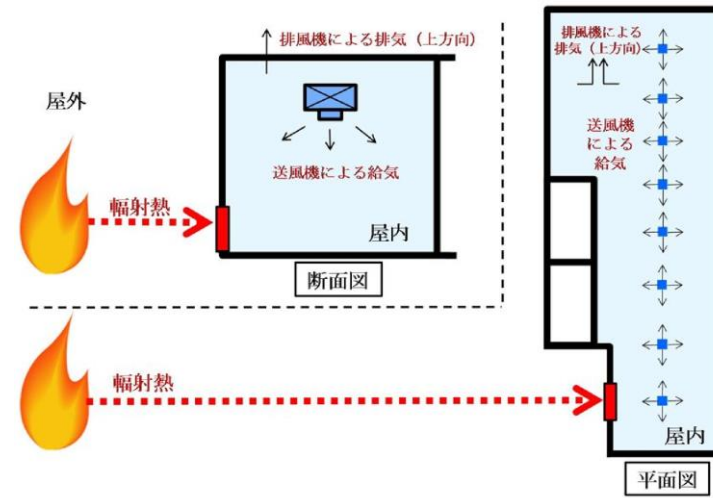 屋外
排風機による排気（上方向）
送風機による給気
輻射熱
屋内
断面図
排風機による
排気（上方向）
送風機
による
給気
輻射熱
屋内
平面図